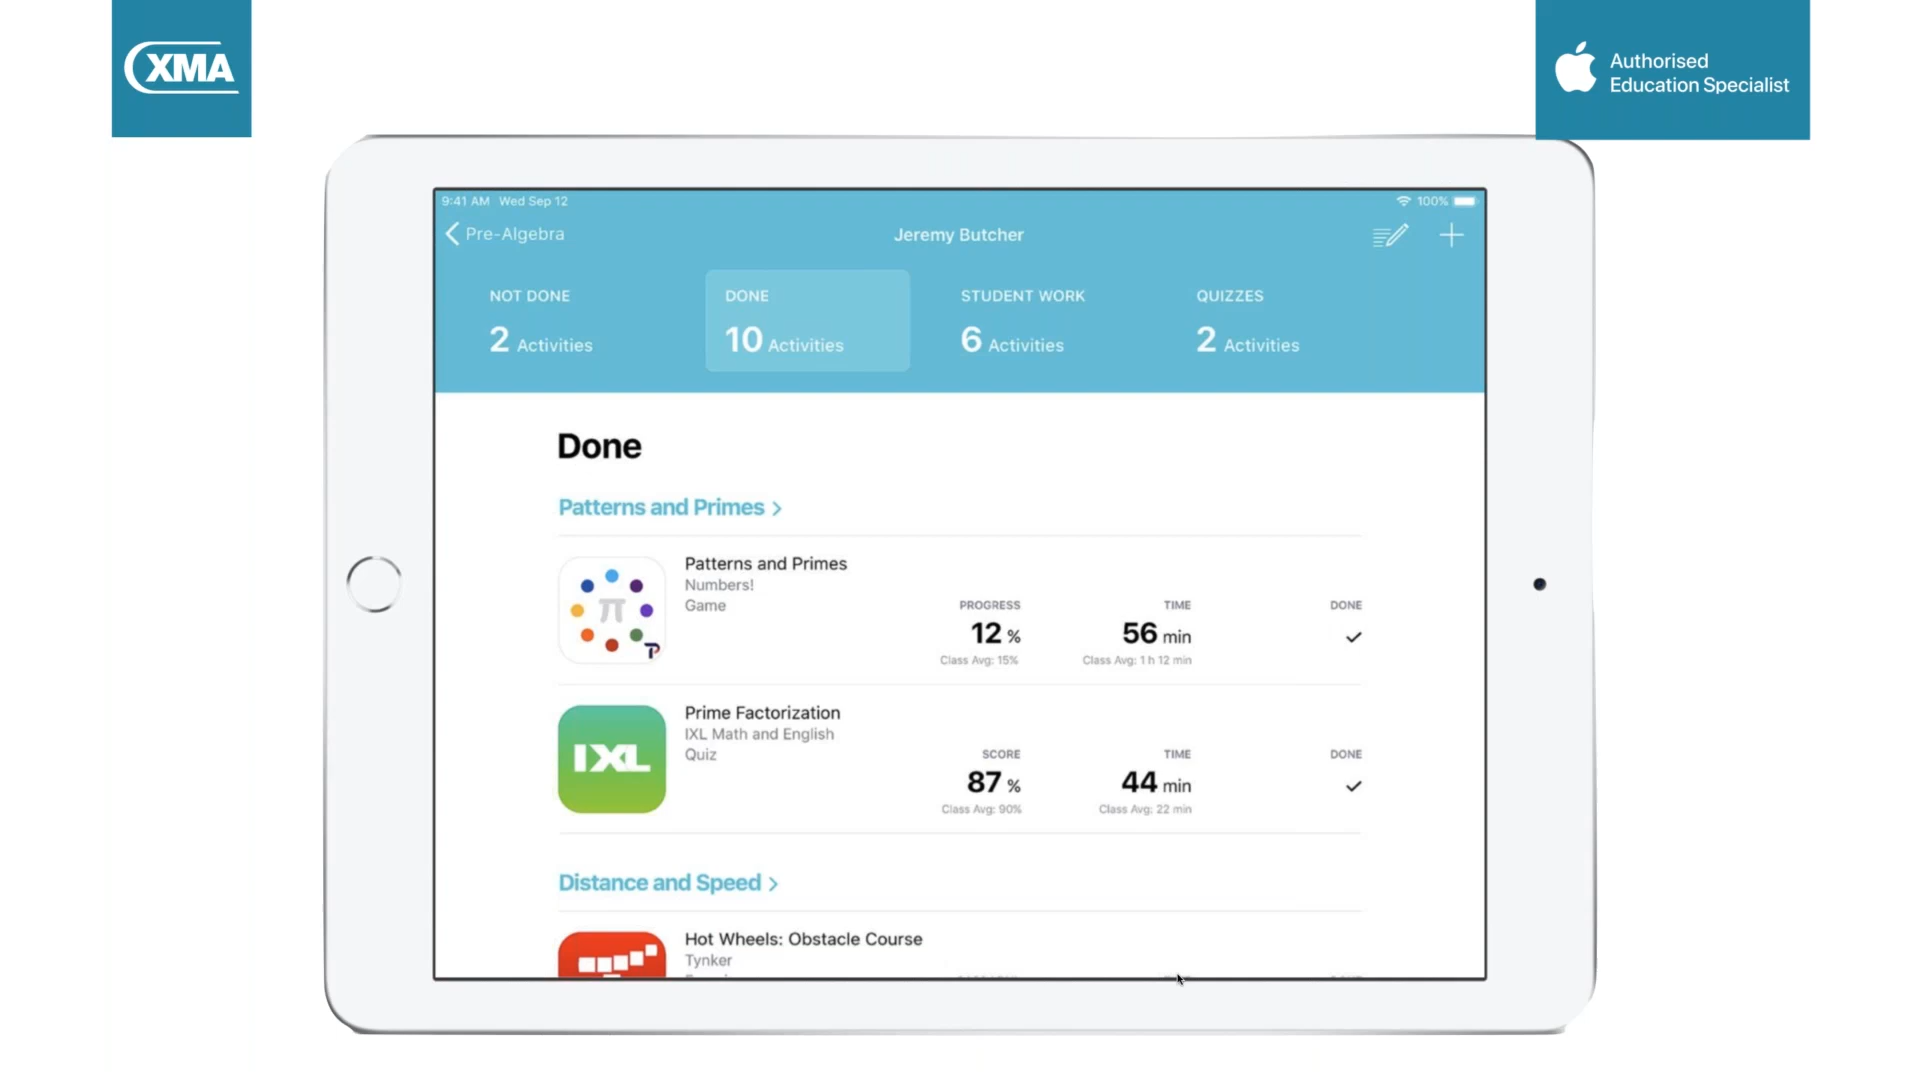 XMA
Authorised
Education Specialist
9:41 AM Wed Sep 12
100%
Pre-Algebra
Jeremy Butcher
NOT DONE
2 Activities
DONE
10 Activities
STUDENT WORK
6 Activities
QUIZZES
2 Activities
Done
Patterns and Primes >
Patterns and Primes
Numbers!
Game
π
PROGRESS
12 %
Class Avg: 15%
TIME
56 min
Class Avg: 1 h 12 min
DONE
Prime Factorization
IXL Math and English
Quiz
IXL
SCORE
87 %
Class Avg: 90%
TIME
44 min
Class Avg: 22 min
DONE
Distance and Speed >
Hot Wheels: Obstacle Course
Tynker